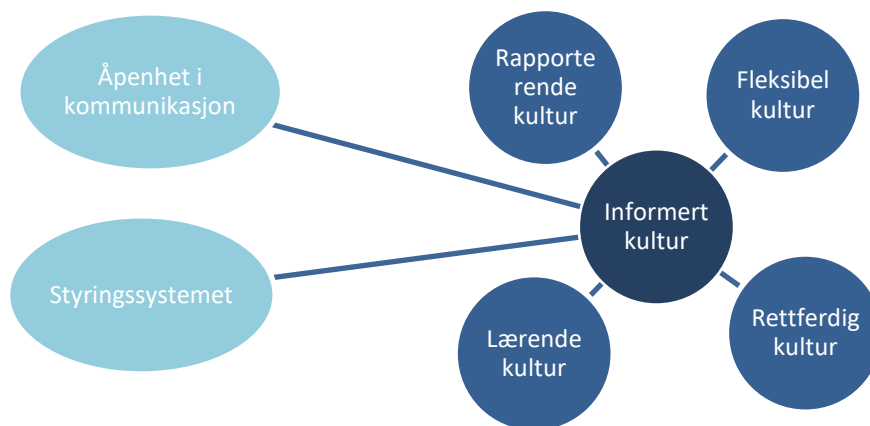 Åpenhet i
kommunikasjon
Rapporte
rende
kultur
Fleksibel
kultur
Informert
kultur
Styringssystemet
Lærende
kultur
Rettferdig
kultur